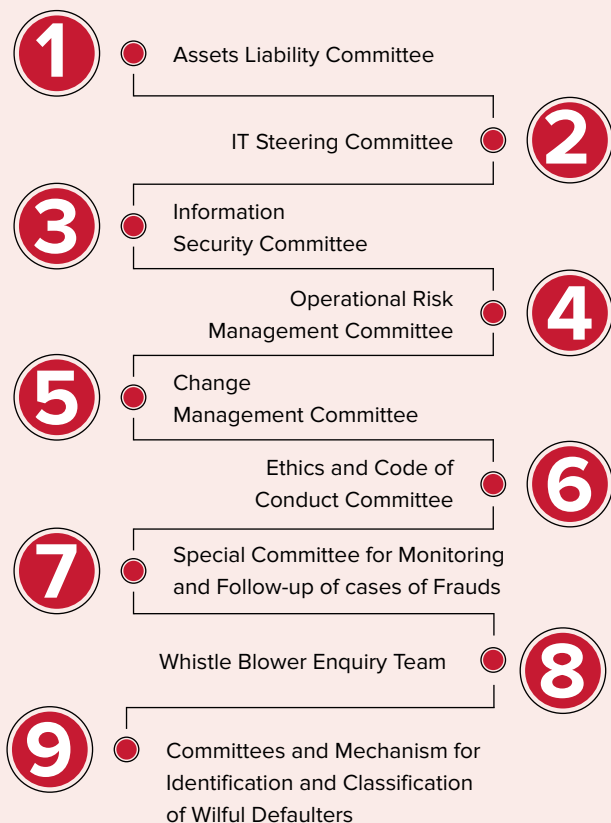 1
Assets Liability Committee
IT Steering Committee
2
3
Information
Security Committee
Operational Risk
Management Committee
4
5
Change
Management Committee
Ethics and Code of
Conduct Committee
6
7
Special Committee for Monitoring
and Follow-up of cases of Frauds
Whistle Blower Enquiry Team
8
9
Committees and Mechanism for
Identification and Classification
of Wilful Defaulters